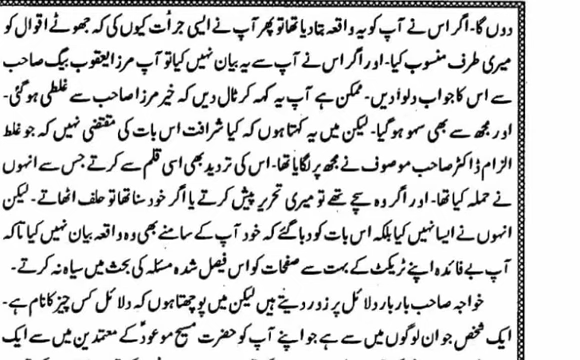 دوں گا۔ اگر اس نے آپ کو یہ واقعہ بتا دیا تھا تو پھر آپ نے ایسی جرأت کیوں کی کہ جھوٹے اقوال کو
میری طرف منسوب کیا۔ اور اگر اس نے آپ سے یہ بیان نہیں کیا تو آپ مرزا یعقوب بیگ صاحب
سے اس کا جواب دلوا دیں۔ ممکن ہے آپ یہ کہہ کر ٹال دیں کہ خیر مرزا صاحب سے غلطی ہو گئی۔
اور مجھ سے بھی سہو ہو گیا۔ لیکن میں یہ کہتا ہوں کہ کیا شرافت اس بات کی مقتضی نہیں کہ جو غلط
الزام ڈاکٹر صاحب موصوف نے مجھ پر لگایا تھا۔ اس کی تردید بھی اسی قلم سے کرتے جس سے انہوں
نے حملہ کیا تھا۔ اور اگر وہ سچے تھے تو میری تحریر پیش کرتے یا اگر خود سنا تھا تو حلف اٹھاتے۔ لیکن
انہوں نے ایسا نہیں کیا بلکہ اس بات کو دبا گئے کہ خود آپ کے سامنے بھی وہ واقعہ بیان نہیں کیا تاکہ
آپ بے فائدہ اپنے ٹریکٹ کے بہت سے صفحات کو اس فیصل شدہ مسئلہ کی بحث میں سیاہ نہ کرتے۔
خواجہ صاحب بار بار دلائل پر زور دیتے ہیں لیکن میں پوچھتا ہوں کہ دلائل کس چیز کا نام ہے۔
ایک شخص جو ان لوگوں میں سے ہے جو اپنے آپ کو حضرت مسیح موعودؑ کے معتمدین میں سے ایک